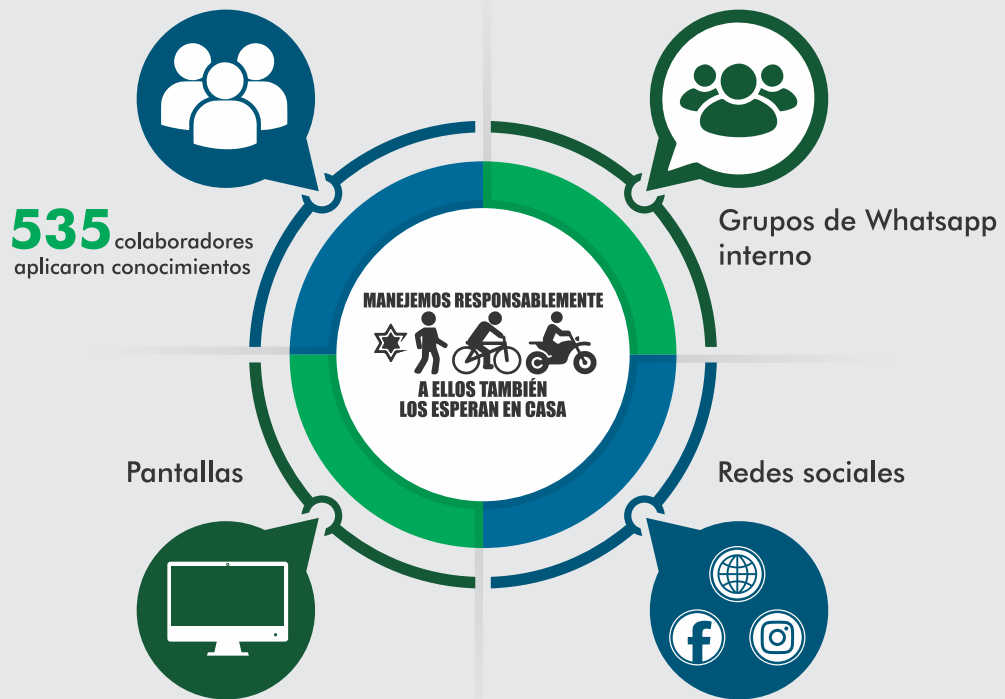 535 colaboradores
aplicaron conocimientos
Grupos de Whatsapp
interno
MANEJEMOS RESPONSABLEMENTE
A ELLOS TAMBIÉN
LOS ESPERAN EN CASA
Pantallas
Redes sociales